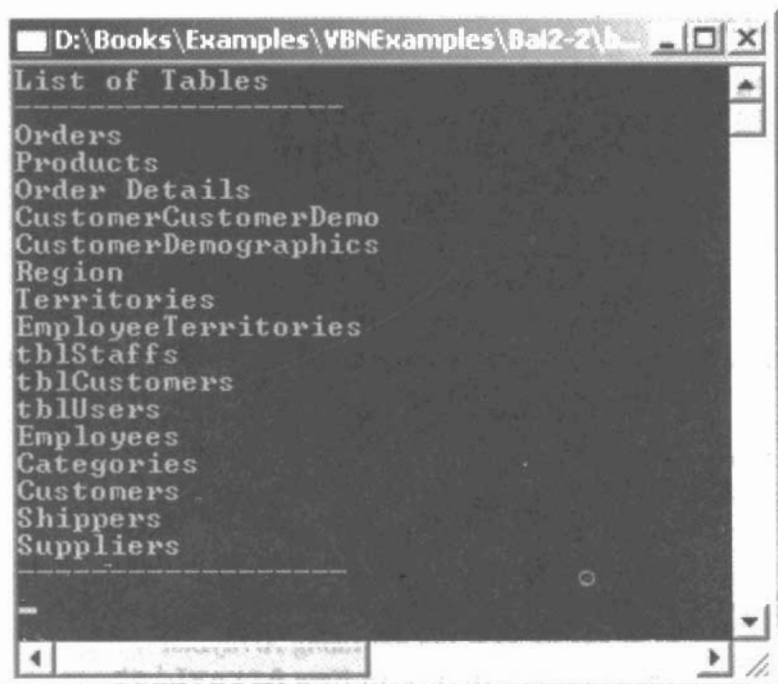 D:\Books\Examples\VBNExamples\Bai2-2\b...
List of Tables
-------------------
Orders
Products
Order Details
CustomerCustomerDemo
CustomerDemographics
Region
Territories
EmployeeTerritories
tblStaffs
tblCustomers
tblUsers
Employees
Categories
Customers
Shippers
Suppliers
-------------------